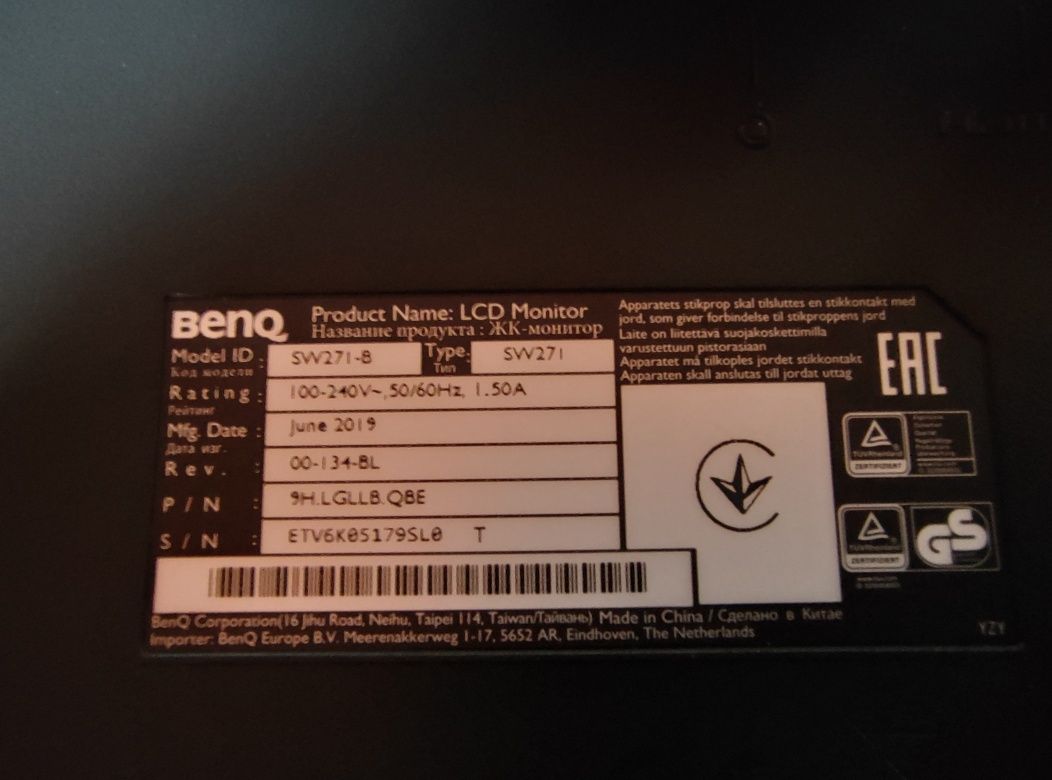 BenQ
Product Name: LCD Monitor
Название продукта : ЖК-монитор
Model ID : SW271-B Type: SW271
Код модели Тип
Rating : 100-240V~, 50/60Hz, 1.50A
Рейтинг
Mfg. Date : June 2019
Дата изг.
Rev. : 00-134-BL
P/N : 9H.LGLLB.QBE
S/N : ETV6K05179SL0 T
BenQ Corporation(16 Jihu Road, Neihu, Taipei 114, Taiwan/Тайвань) Made in China / Сделано в Китае
Importer: BenQ Europe B.V. Meerenakkerweg 1-17, 5652 AR, Eindhoven, The Netherlands
Apparatets stikprop skal tilsluttes en stikkontakt med
jord, som giver forbindelse til stikproppens jord
Laite on liitettävä suojakoskettimilla
varustettuun pistorasiaan
Apparatet må tilkoples jordet stikkontakt
Apparaten skall anslutas till jordat uttag
EAC
TÜVRheinland
ZERTIFIZIERT
TÜVRheinland
ZERTIFIZIERT
GS
YZY